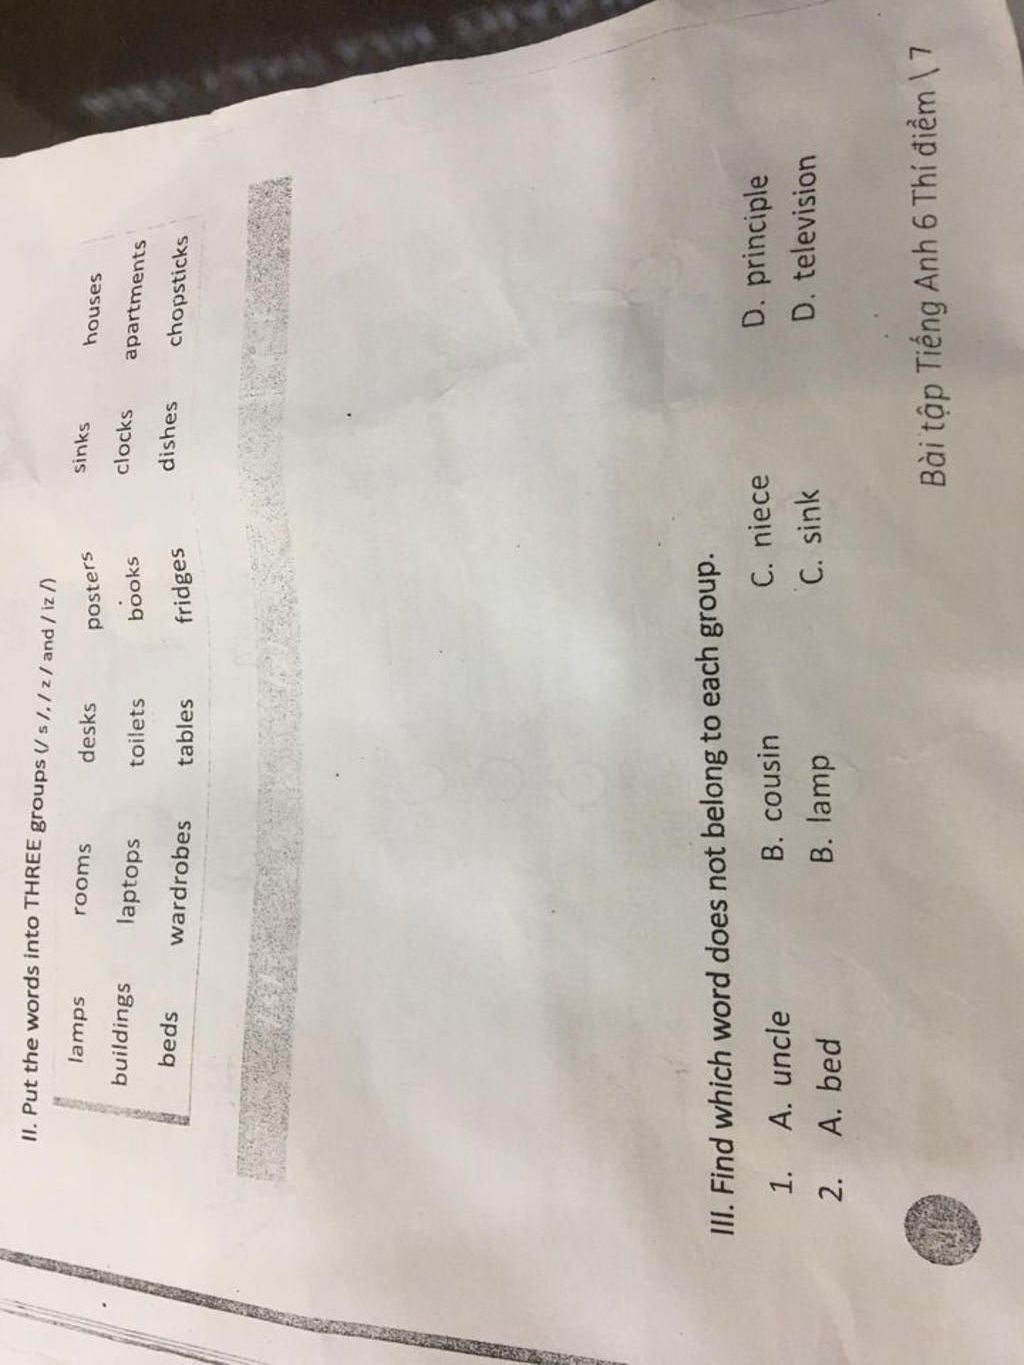 II. Put the words into THREE groups (/ s /, / z / and / iz /)
lamps rooms desks posters sinks houses
buildings laptops toilets books clocks apartments
beds wardrobes tables fridges dishes chopsticks
III. Find which word does not belong to each group.
1. A. uncle B. cousin C. niece D. principle
2. A. bed B. lamp C. sink D. television
Bài tập Tiếng Anh 6 Thí điểm \ 7